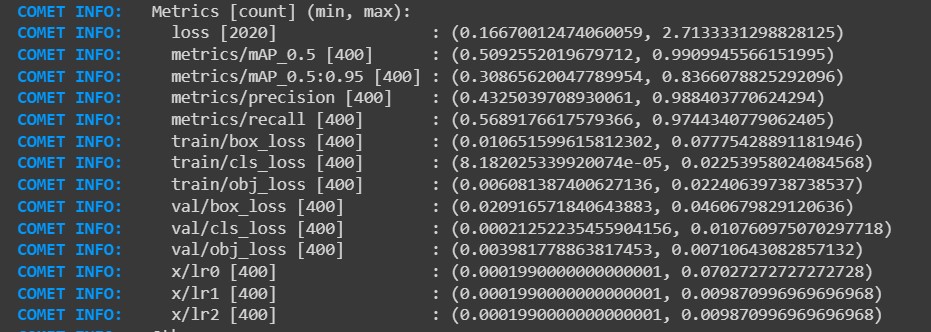 COMET INFO: Metrics [count] (min, max):
COMET INFO: loss [2020] : (0.16670012474060059, 2.7133331298828125)
COMET INFO: metrics/mAP_0.5 [400] : (0.5092552019679712, 0.9909945566151995)
COMET INFO: metrics/mAP_0.5:0.95 [400] : (0.30865620047789954, 0.8366078825292096)
COMET INFO: metrics/precision [400] : (0.4325039708930061, 0.988403770624294)
COMET INFO: metrics/recall [400] : (0.5689176617579366, 0.9744340779062405)
COMET INFO: train/box_loss [400] : (0.010651599615812302, 0.07775428891181946)
COMET INFO: train/cls_loss [400] : (8.182025339920074e-05, 0.02253958024084568)
COMET INFO: train/obj_loss [400] : (0.006081387400627136, 0.02240639738738537)
COMET INFO: val/box_loss [400] : (0.020916571840643883, 0.0460679829120636)
COMET INFO: val/cls_loss [400] : (0.00021252235455904156, 0.010760975070297718)
COMET INFO: val/obj_loss [400] : (0.003981778863817453, 0.00710643082857132)
COMET INFO: x/lr0 [400] : (0.0001990000000000001, 0.07027272727272728)
COMET INFO: x/lr1 [400] : (0.0001990000000000001, 0.009870996969696968)
COMET INFO: x/lr2 [400] : (0.0001990000000000001, 0.009870996969696968)